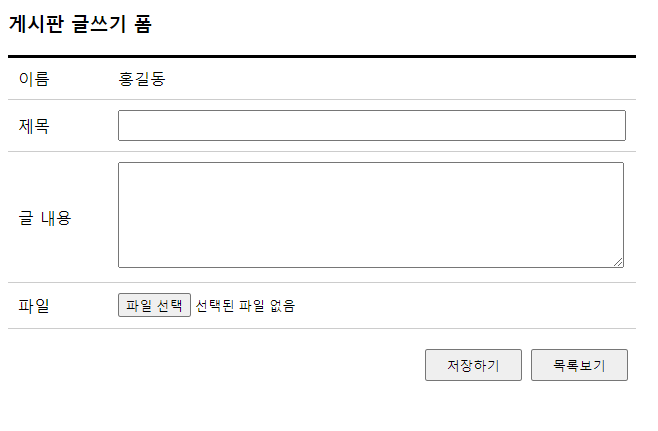 게시판 글쓰기 폼
이름 홍길동
제목
글 내용
파일 파일 선택 선택된 파일 없음
저장하기 목록보기